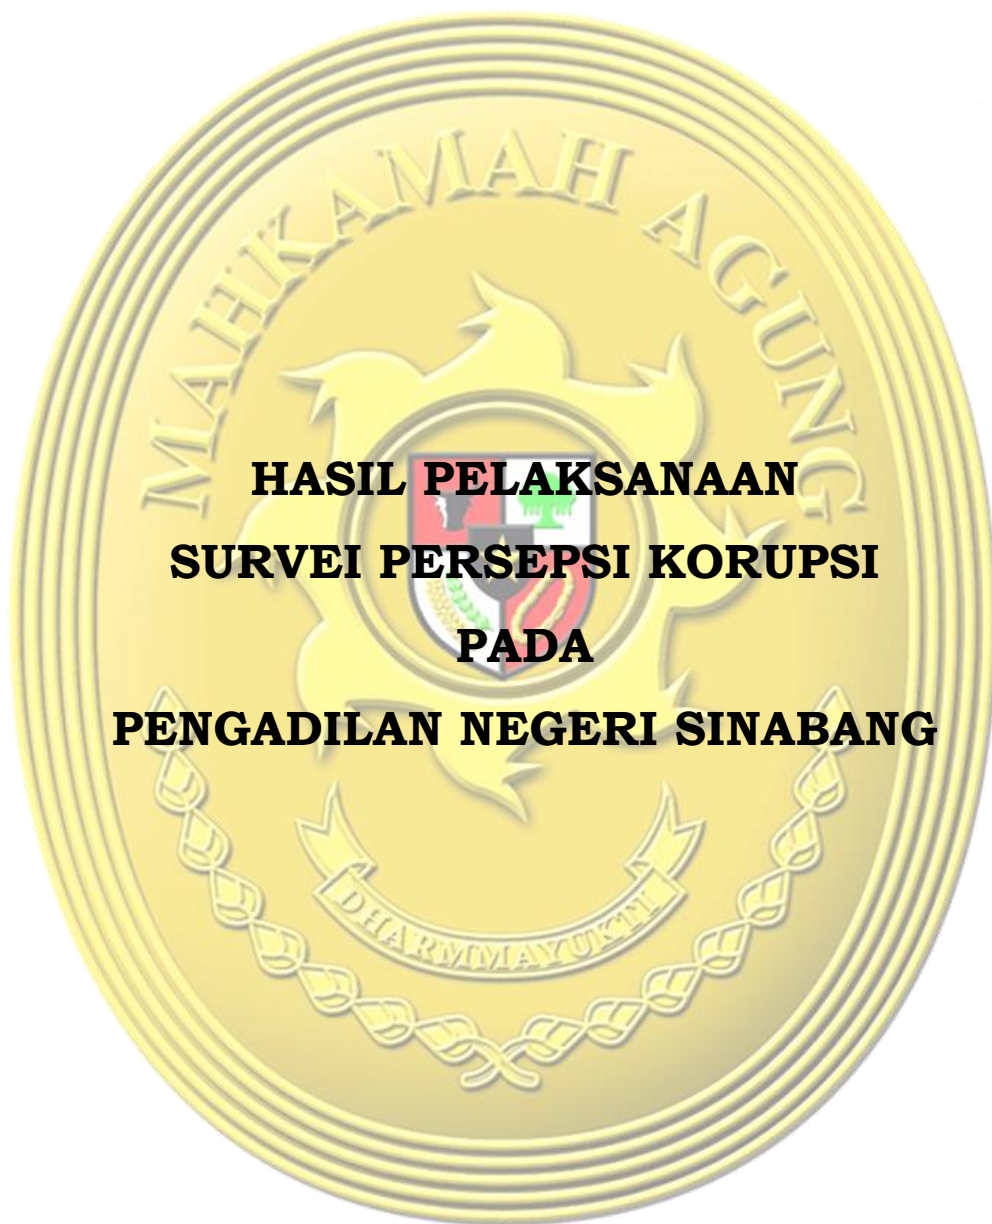 MAHKAMAH AGUNG
HASIL PELAKSANAAN
SURVEI PERSEPSI KORUPSI
PADA
PENGADILAN NEGERI SINABANG
DHARMMAYUKTI